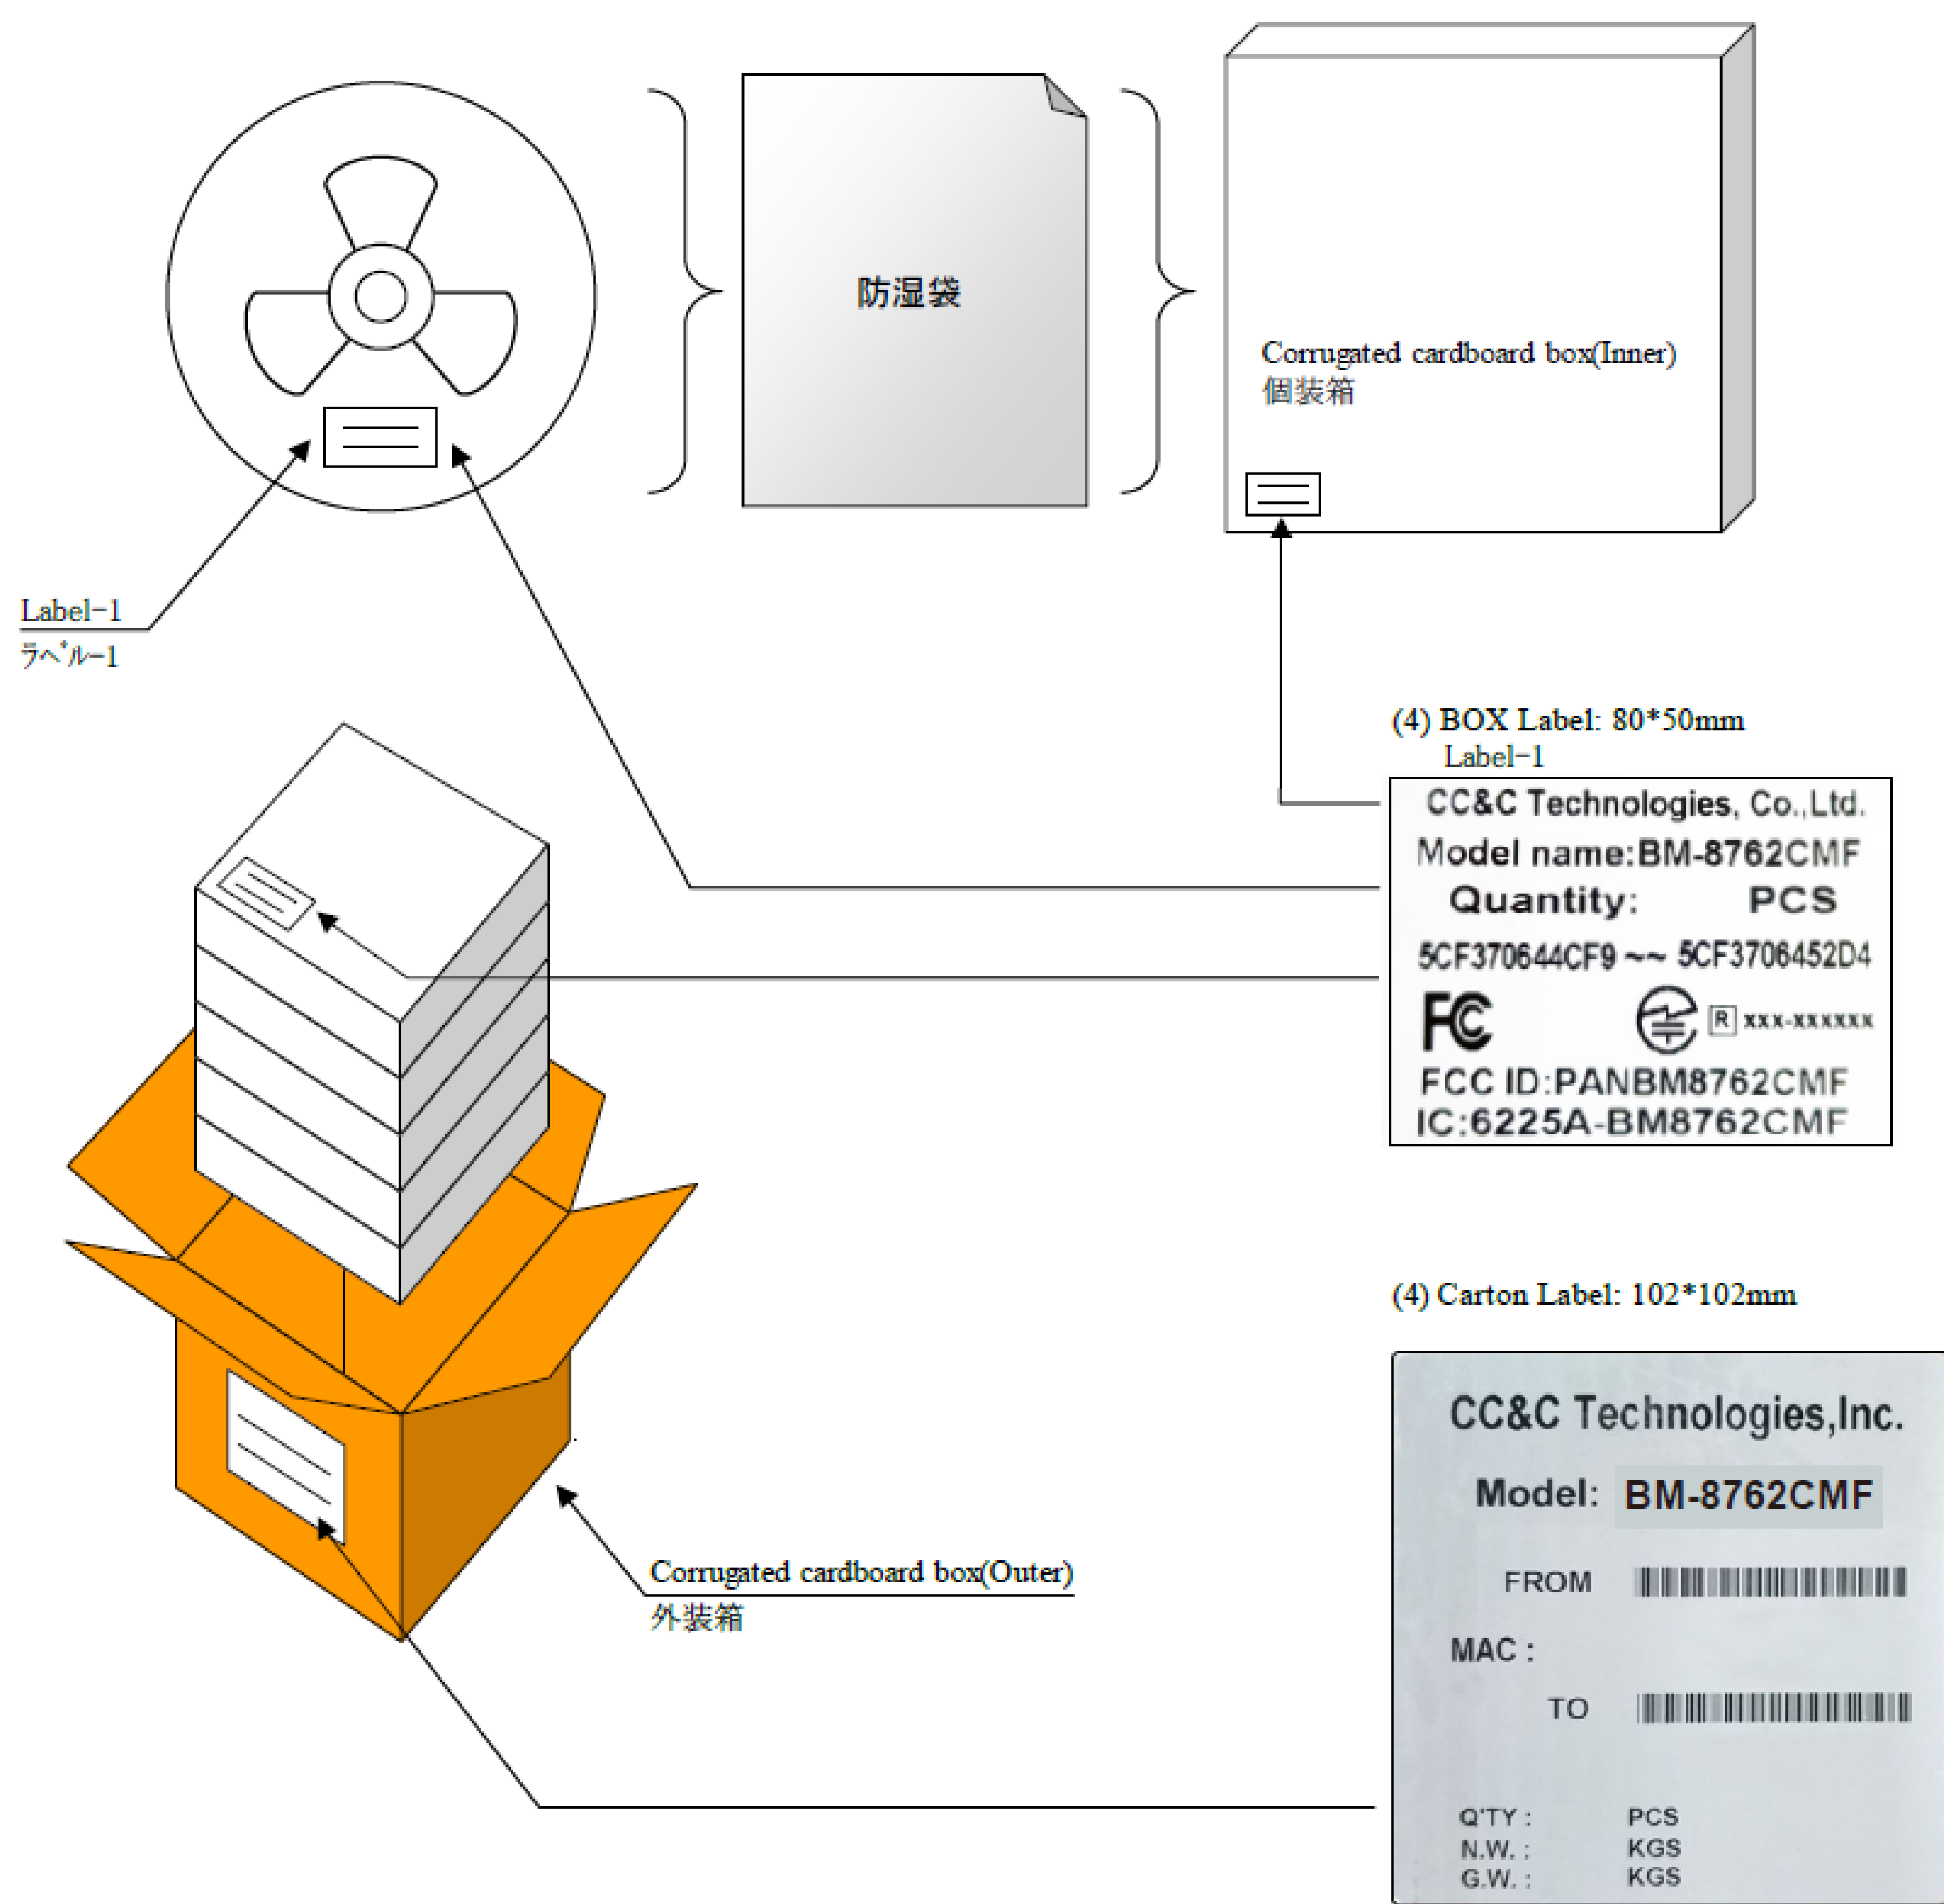 防湿袋
Corrugated cardboard box(Inner)
個装箱
Label-1
ラベル-1
(4) BOX Label: 80*50mm
Label-1
CC&C Technologies, Co.,Ltd.
Model name:BM-8762CMF
Quantity: PCS
5CF370644CF9 ~~ 5CF3706452D4
FC
R xxx-xxxxxx
FCC ID:PANBM8762CMF
IC:6225A-BM8762CMF
(4) Carton Label: 102*102mm
CC&C Technologies,Inc.
Model: BM-8762CMF
FROM
MAC :
TO
Q'TY : PCS
N.W. : KGS
G.W. : KGS
Corrugated cardboard box(Outer)
外装箱